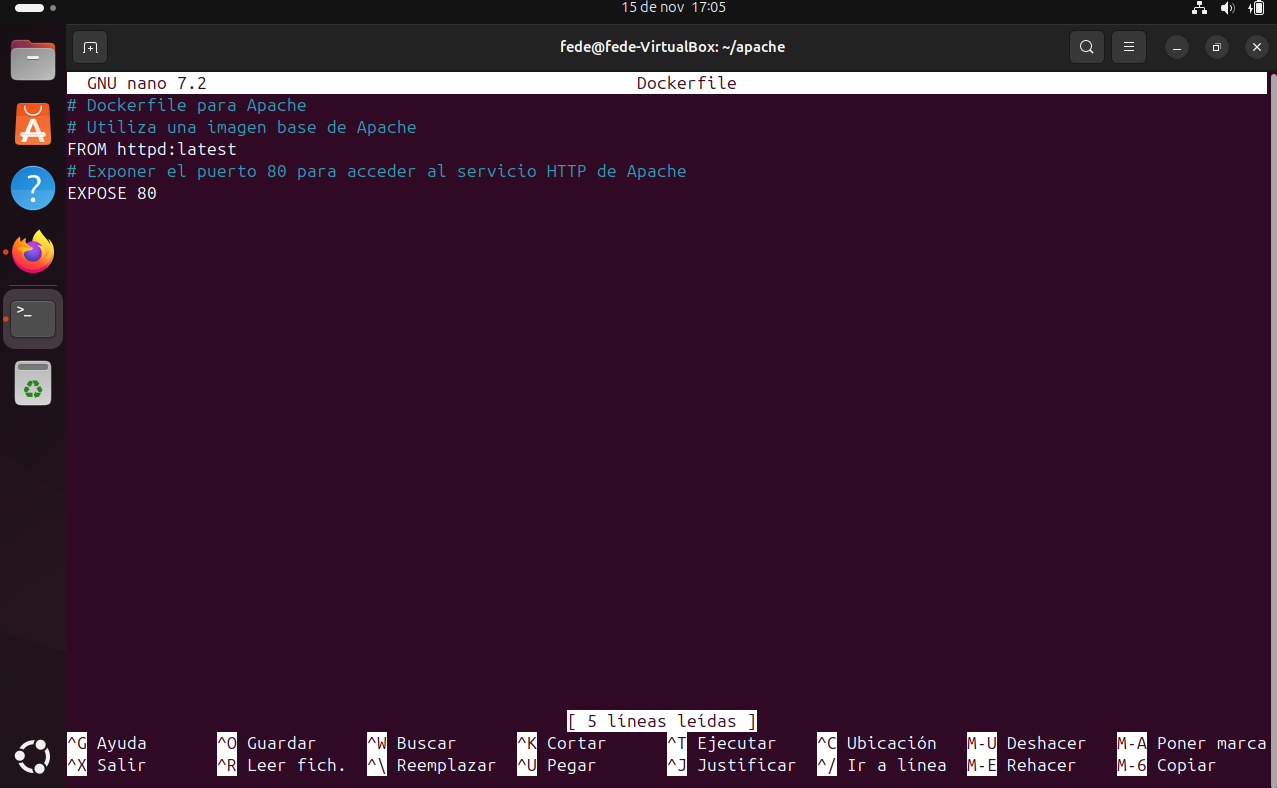 15 de nov 17:05
fede@fede-VirtualBox: ~/apache
GNU nano 7.2 Dockerfile
# Dockerfile para Apache
# Utiliza una imagen base de Apache
FROM httpd:latest
# Exponer el puerto 80 para acceder al servicio HTTP de Apache
EXPOSE 80
[ 5 líneas leídas ]
^G Ayuda ^O Guardar ^W Buscar ^K Cortar ^T Ejecutar ^C Ubicación M-U Deshacer M-A Poner marca
^X Salir ^R Leer fich. ^\ Reemplazar ^U Pegar ^J Justificar ^/ Ir a línea M-E Rehacer M-6 Copiar